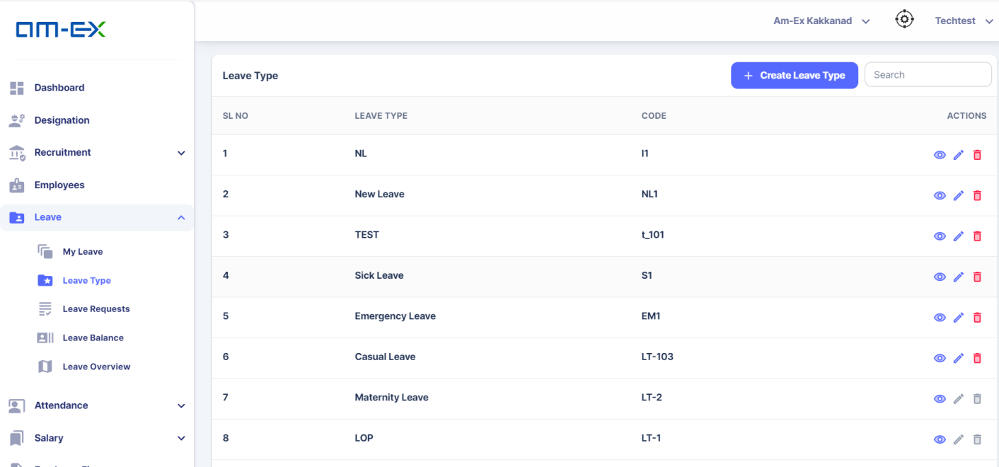 am-ex
Am-Ex Kakkanad
Techtest
Dashboard
Designation
Recruitment
Employees
Leave
My Leave
Leave Type
Leave Requests
Leave Balance
Leave Overview
Attendance
Salary
Leave Type
+ Create Leave Type
Search
SL NO LEAVE TYPE CODE ACTIONS
1 NL l1
2 New Leave NL1
3 TEST t_101
4 Sick Leave S1
5 Emergency Leave EM1
6 Casual Leave LT-103
7 Maternity Leave LT-2
8 LOP LT-1